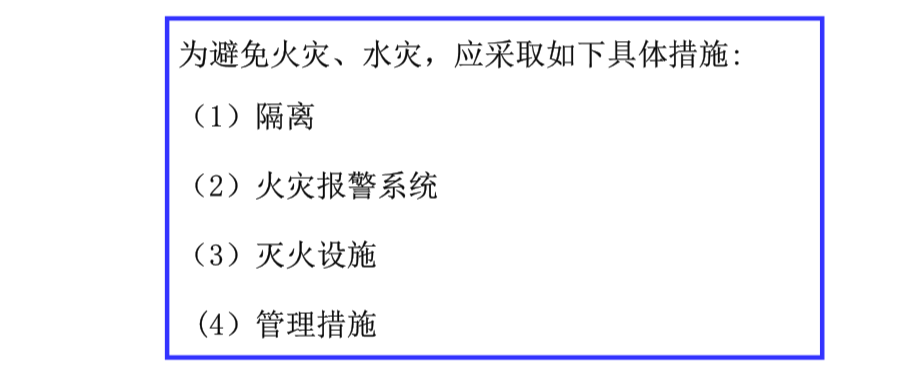 为避免火灾、水灾，应采取如下具体措施:
（1）隔离
（2）火灾报警系统
（3）灭火设施
（4）管理措施